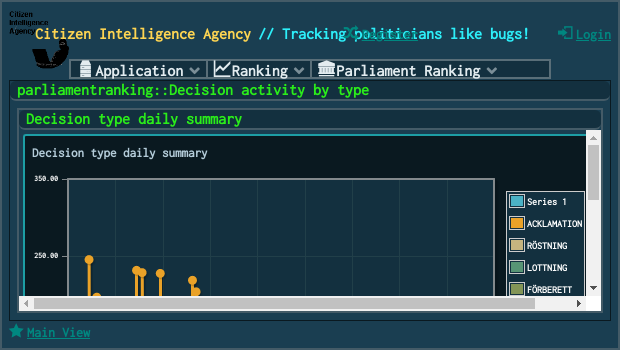 Citizen
Intelligence
Agency
Citizen Intelligence Agency // Tracking politicians like bugs!
Login
Application
Ranking
Parliament Ranking
parliamentranking::Decision activity by type
Decision type daily summary
Decision type daily summary
350.00
250.00
Series 1
ACKLAMATION
RÖSTNING
LOTTNING
FÖRBERETT
Main View